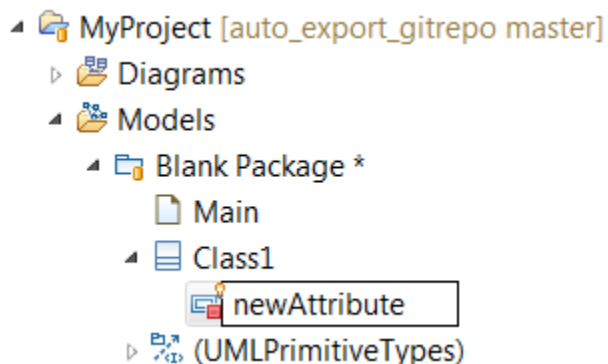 MyProject [auto_export_gitrepo master]
Diagrams
Models
Blank Package *
Main
Class1
newAttribute
(UMLPrimitiveTypes)